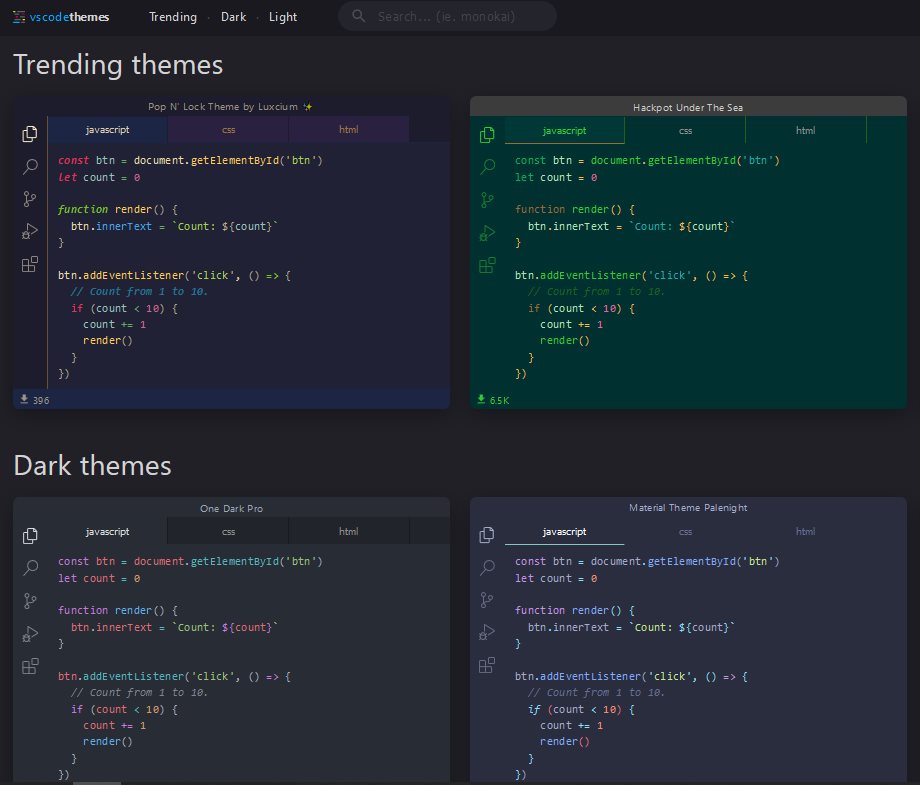 vscodethemes Trending · Dark · Light Search... (ie. monokai)
Trending themes
Pop N' Lock Theme by Luxcium ✨
javascript css html
const btn = document.getElementById('btn')
let count = 0
function render() {
btn.innerText = `Count: ${count}`
}
btn.addEventListener('click', () => {
// Count from 1 to 10.
if (count < 10) {
count += 1
render()
}
})
396
Hackpot Under The Sea
javascript css html
const btn = document.getElementById('btn')
let count = 0
function render() {
btn.innerText = `Count: ${count}`
}
btn.addEventListener('click', () => {
// Count from 1 to 10.
if (count < 10) {
count += 1
render()
}
})
6.5K
Dark themes
One Dark Pro
javascript css html
const btn = document.getElementById('btn')
let count = 0
function render() {
btn.innerText = `Count: ${count}`
}
btn.addEventListener('click', () => {
// Count from 1 to 10.
if (count < 10) {
count += 1
render()
}
})
Material Theme Palenight
javascript css html
const btn = document.getElementById('btn')
let count = 0
function render() {
btn.innerText = `Count: ${count}`
}
btn.addEventListener('click', () => {
// Count from 1 to 10.
if (count < 10) {
count += 1
render()
}
})